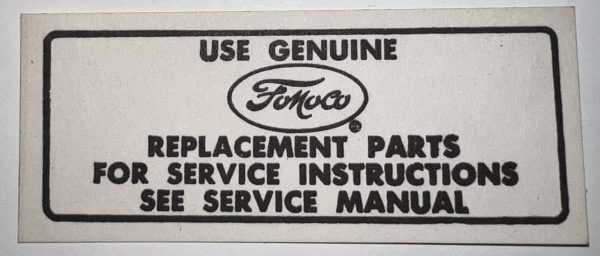 USE GENUINE
FoMoCo
®
REPLACEMENT PARTS
FOR SERVICE INSTRUCTIONS
SEE SERVICE MANUAL